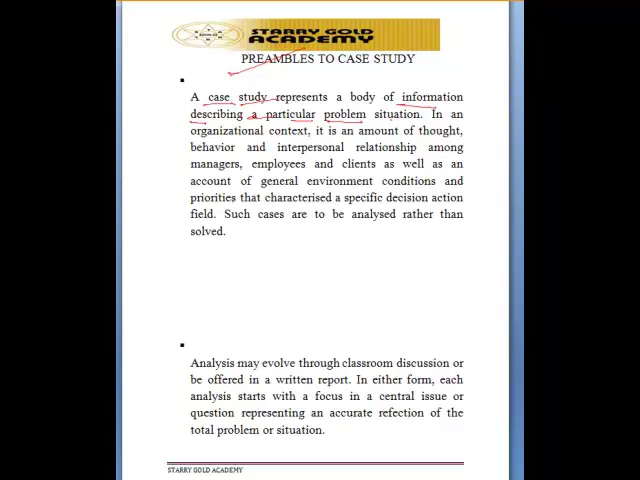 STARRY GOLD
ACADEMY
PREAMBLES TO CASE STUDY
A case study represents a body of information
describing a particular problem situation. In an
organizational context, it is an amount of thought,
behavior and interpersonal relationship among
managers, employees and clients as well as an
account of general environment conditions and
priorities that characterised a specific decision action
field. Such cases are to be analysed rather than
solved.
Analysis may evolve through classroom discussion or
be offered in a written report. In either form, each
analysis starts with a focus in a central issue or
question representing an accurate refection of the
total problem or situation.
STARRY GOLD ACADEMY